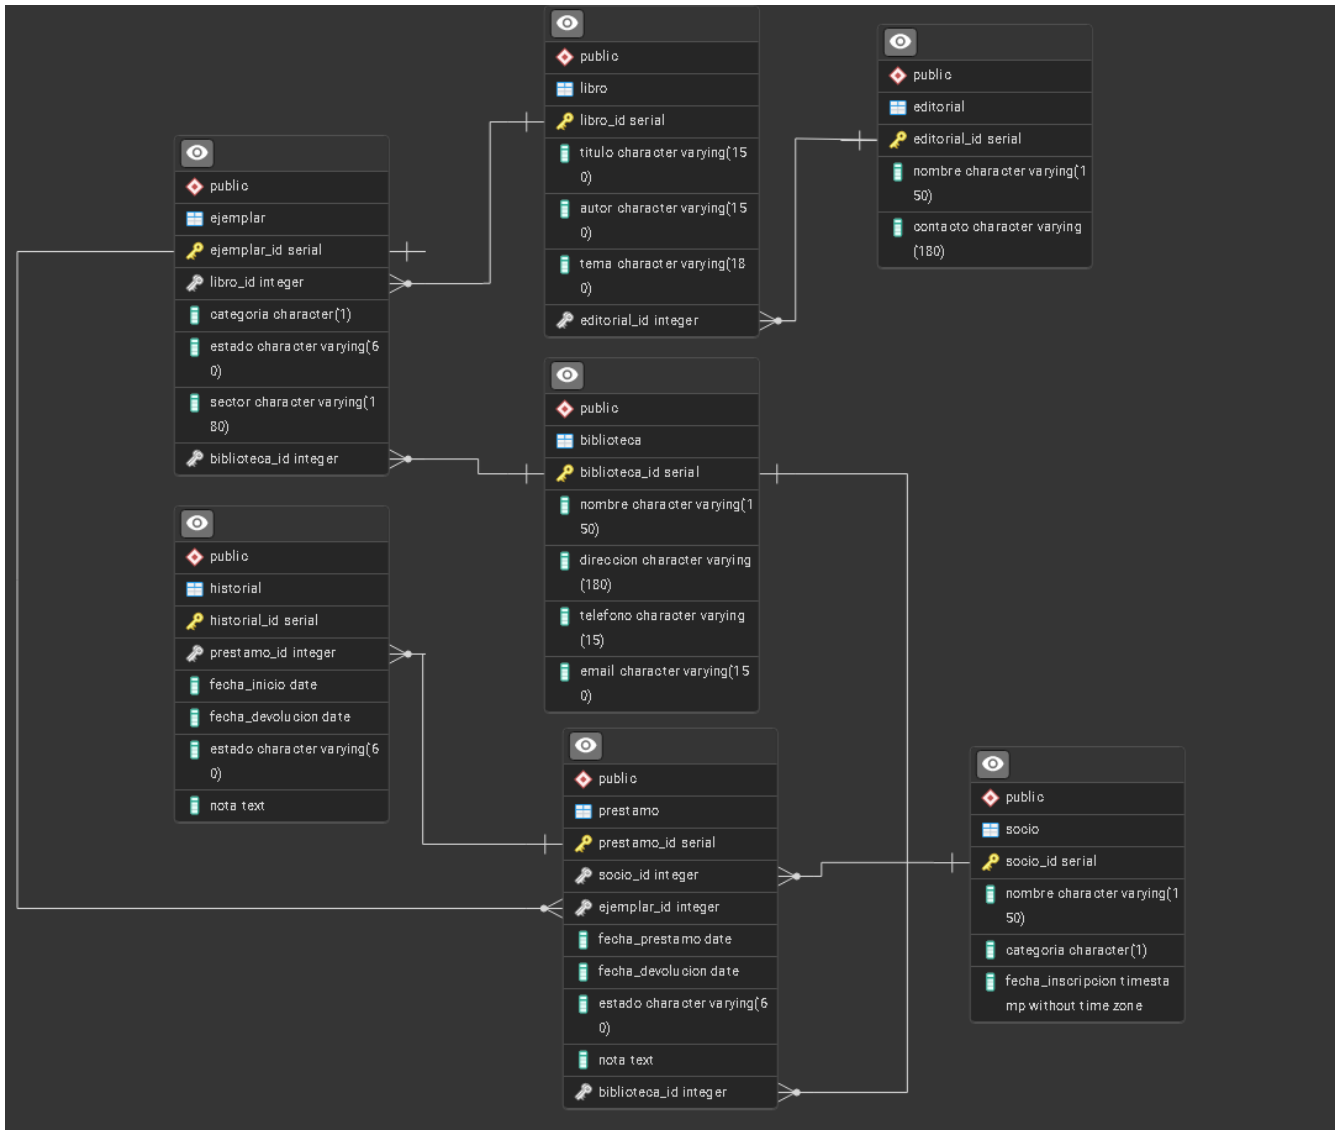 public
libro
libro_id serial
titulo character varying(15
0)
autor character varying(15
0)
tema character varying(18
0)
editorial_id integer
public
editorial
editorial_id serial
nombre character varying(1
50)
contacto character varying
(180)
public
ejemplar
ejemplar_id serial
libro_id integer
categoria character(1)
estado character varying(6
0)
sector character varying(1
80)
biblioteca_id integer
public
biblioteca
biblioteca_id serial
nombre character varying(1
50)
direccion character varying
(180)
telefono character varying
(15)
email character varying(15
0)
public
historial
historial_id serial
prestamo_id integer
fecha_inicio date
fecha_devolucion date
estado character varying(6
0)
nota text
public
prestamo
prestamo_id serial
socio_id integer
ejemplar_id integer
fecha_prestamo date
fecha_devolucion date
estado character varying(6
0)
nota text
biblioteca_id integer
public
socio
socio_id serial
nombre character varying(1
50)
categoria character(1)
fecha_inscripcion timesta
mp without time zone